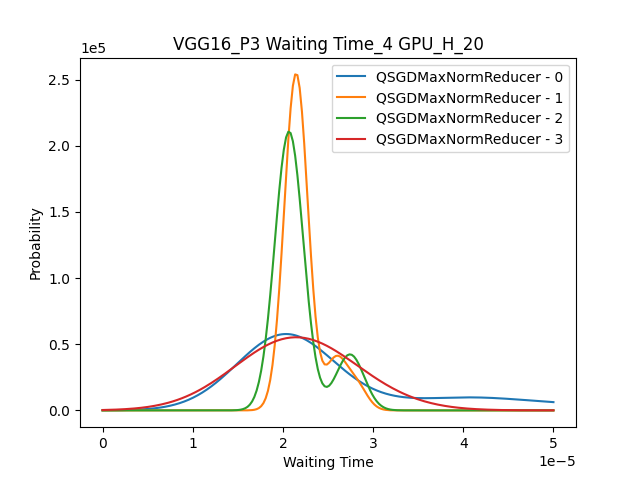 VGG16_P3 Waiting Time_4 GPU_H_20
1e5
QSGDMaxNormReducer - 0
QSGDMaxNormReducer - 1
QSGDMaxNormReducer - 2
QSGDMaxNormReducer - 3
2.5
2.0
1.5
1.0
0.5
0.0
Probability
0 1 2 3 4 5
Waiting Time
1e−5